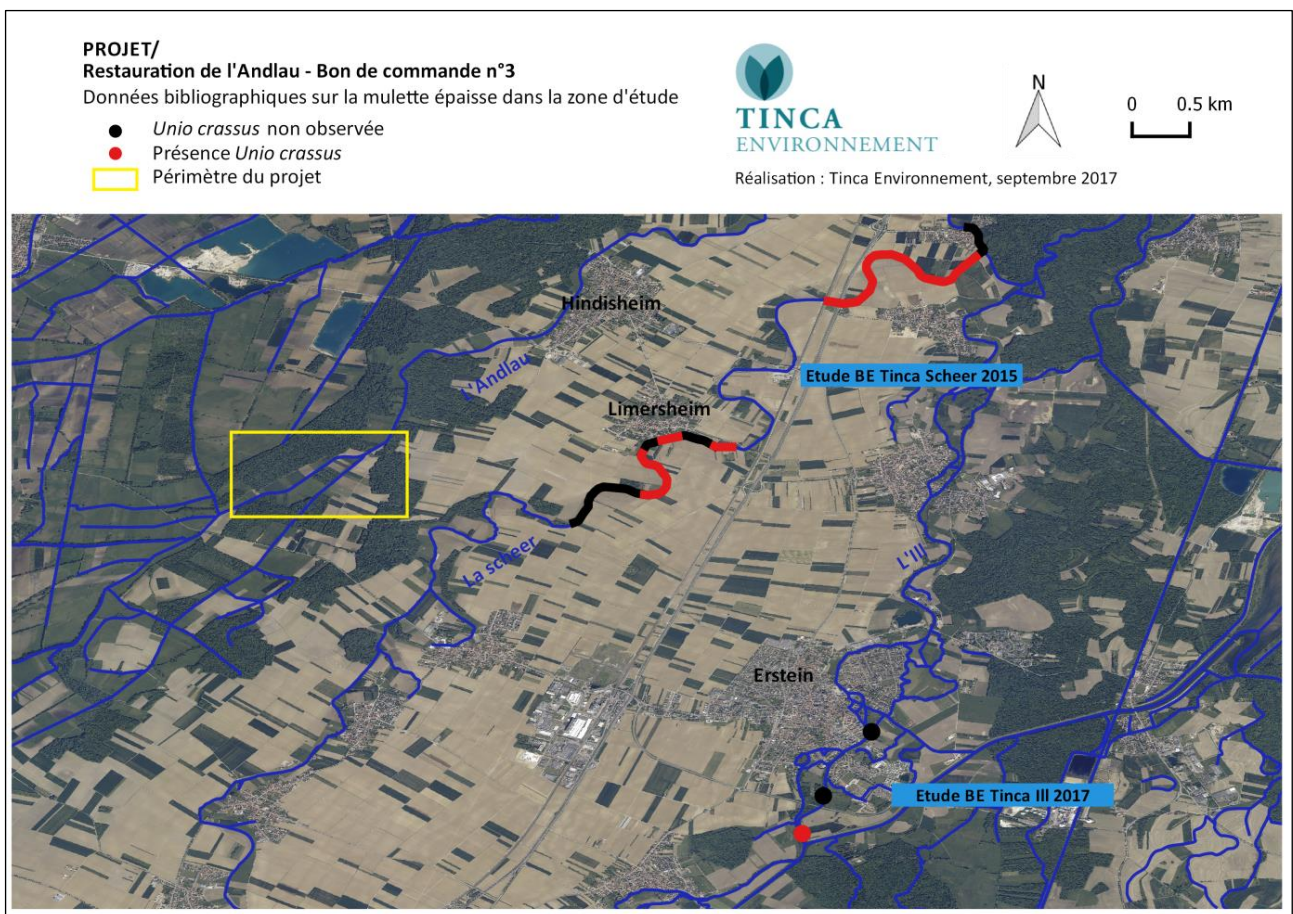 PROJET/
Restauration de l'Andlau - Bon de commande n°3
Données bibliographiques sur la mulette épaisse dans la zone d'étude
Unio crassus non observée
Présence Unio crassus
Périmètre du projet
TINCA
ENVIRONNEMENT
N
0 0.5 km
Réalisation : Tinca Environnement, septembre 2017
Hindisheim
L'Andlau
Etude BE Tinca Scheer 2015
Limersheim
La scheer
L'Ill
Erstein
Etude BE Tinca Ill 2017